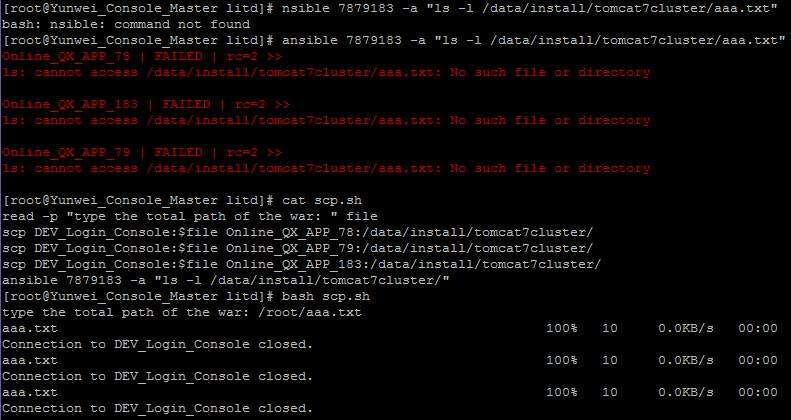 [root@Yunwei_Console_Master litd]# nsible 7879183 -a "ls -l /data/install/tomcat7cluster/aaa.txt"
bash: nsible: command not found
[root@Yunwei_Console_Master litd]# ansible 7879183 -a "ls -l /data/install/tomcat7cluster/aaa.txt"
Online_QX_APP_78 | FAILED | rc=2 >>
ls: cannot access /data/install/tomcat7cluster/aaa.txt: No such file or directory
Online_QX_APP_183 | FAILED | rc=2 >>
ls: cannot access /data/install/tomcat7cluster/aaa.txt: No such file or directory
Online_QX_APP_79 | FAILED | rc=2 >>
ls: cannot access /data/install/tomcat7cluster/aaa.txt: No such file or directory
[root@Yunwei_Console_Master litd]# cat scp.sh
read -p "type the total path of the war: " file
scp DEV_Login_Console:$file Online_QX_APP_78:/data/install/tomcat7cluster/
scp DEV_Login_Console:$file Online_QX_APP_79:/data/install/tomcat7cluster/
scp DEV_Login_Console:$file Online_QX_APP_183:/data/install/tomcat7cluster/
ansible 7879183 -a "ls -l /data/install/tomcat7cluster/"
[root@Yunwei_Console_Master litd]# bash scp.sh
type the total path of the war: /root/aaa.txt
aaa.txt 100% 10 0.0KB/s 00:00
Connection to DEV_Login_Console closed.
aaa.txt 100% 10 0.0KB/s 00:00
Connection to DEV_Login_Console closed.
aaa.txt 100% 10 0.0KB/s 00:00
Connection to DEV_Login_Console closed.